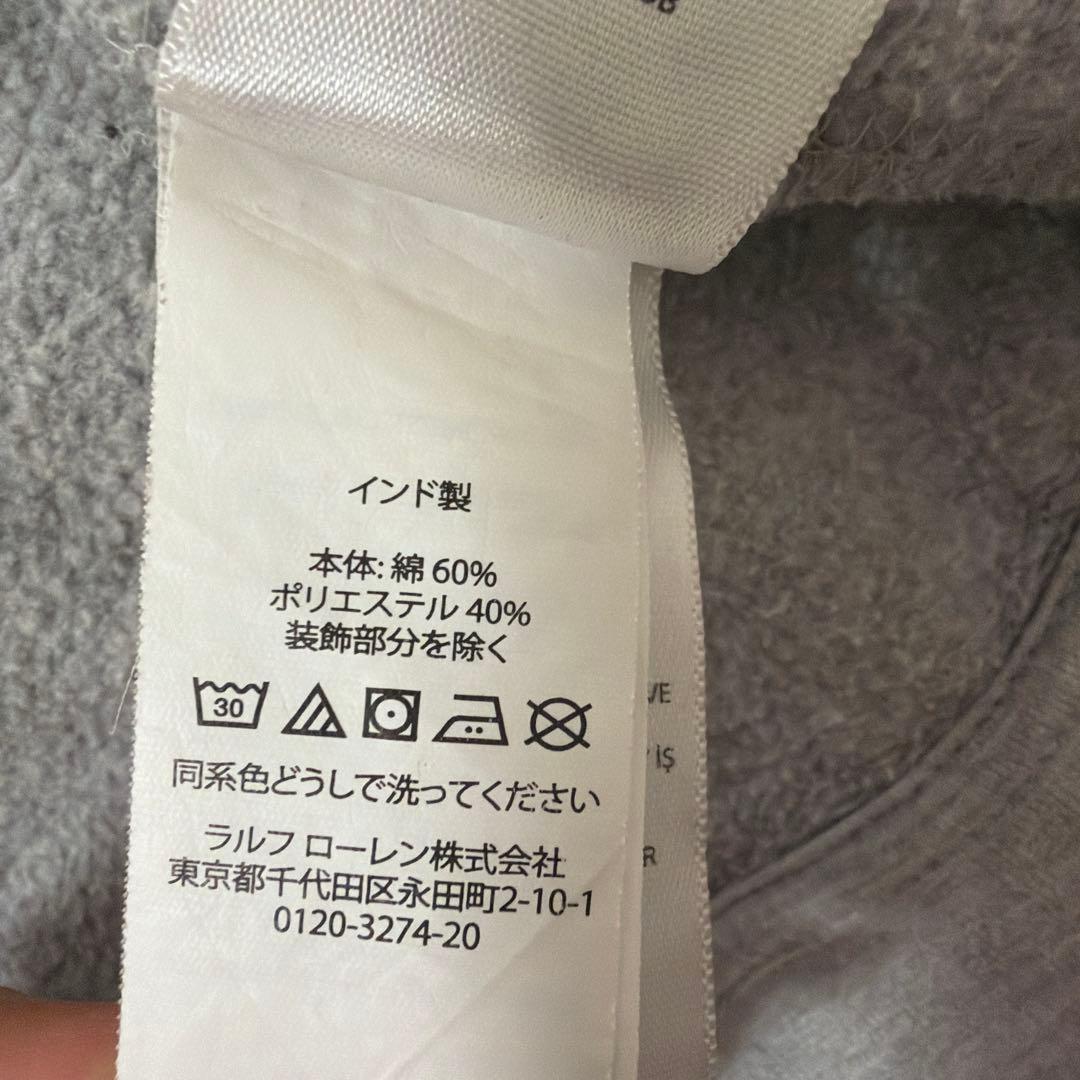 インド製
本体: 綿 60%
ポリエステル 40%
装飾部分を除く
30
同系色どうしで洗ってください
ラルフ ローレン株式会社
東京都千代田区永田町2-10-1
0120-3274-20
VE
İŞ
R